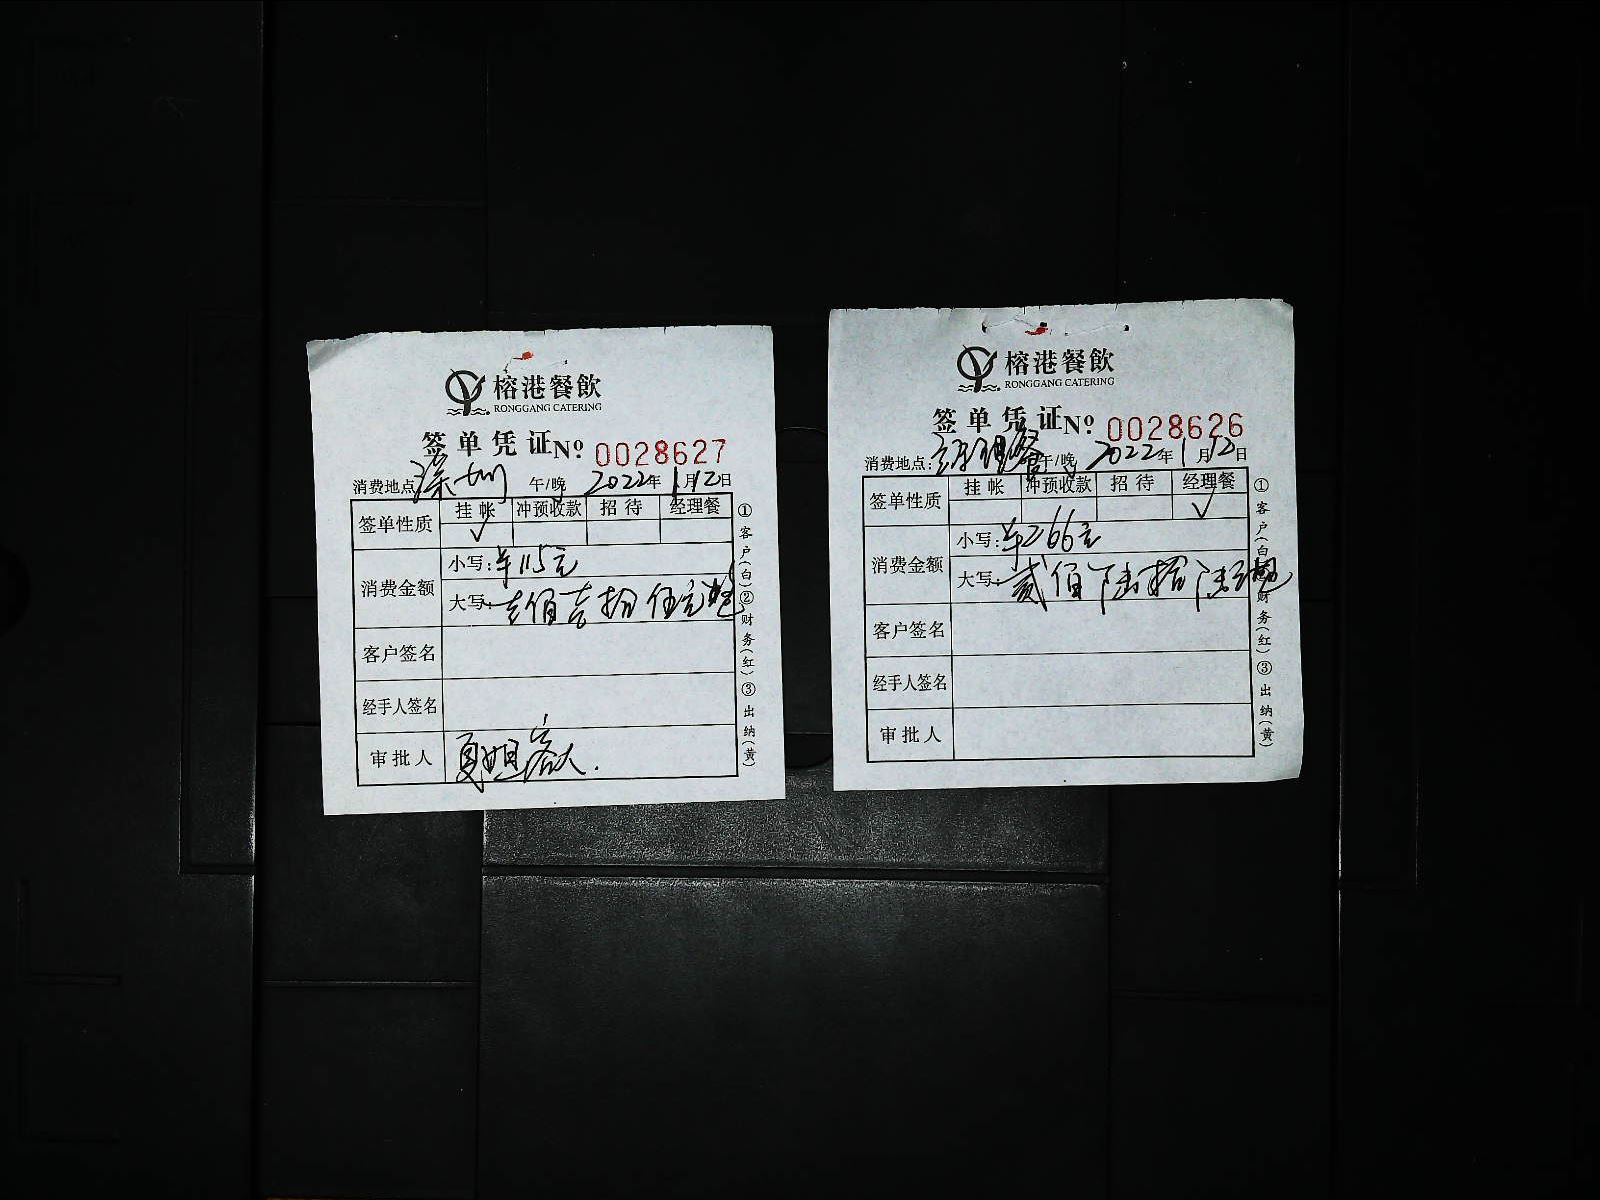 榕港餐飲
RONGGANG CATERING
签单凭证 Nº 0028627
消费地点 深圳 午/晚 2022年1月12日
签单性质 挂帐 冲预收款 招待 经理餐
✓
消费金额 小写:¥115元
大写: 壹佰壹拾伍元整
客户签名
经手人签名
审批人 夏姐客人.
①客户(白)②财务(红)③出纳(黄)
榕港餐飲
RONGGANG CATERING
签单凭证 Nº 0028626
消费地点: 经理餐 午/晚 2022年1月12日
签单性质 挂帐 冲预收款 招待 经理餐
✓
消费金额 小写:¥266元
大写: 贰佰陆拾陆元整
客户签名
经手人签名
审批人
①客户(白) 财务(红)③出纳(黄)